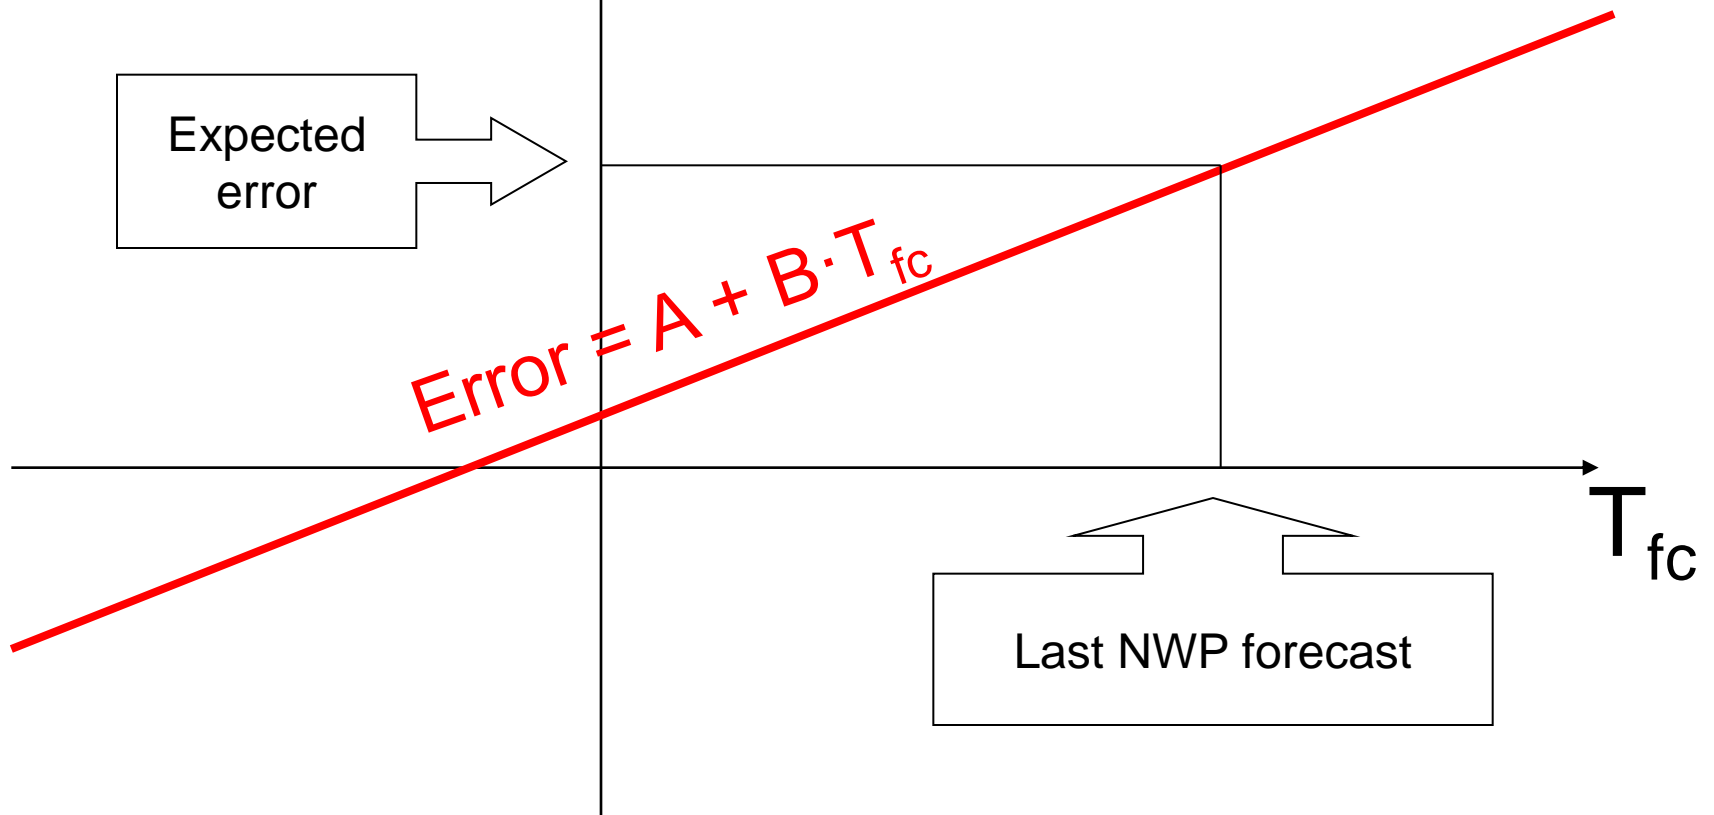 Expected
error
Error = A + B·Tfc
Tfc
Last NWP forecast